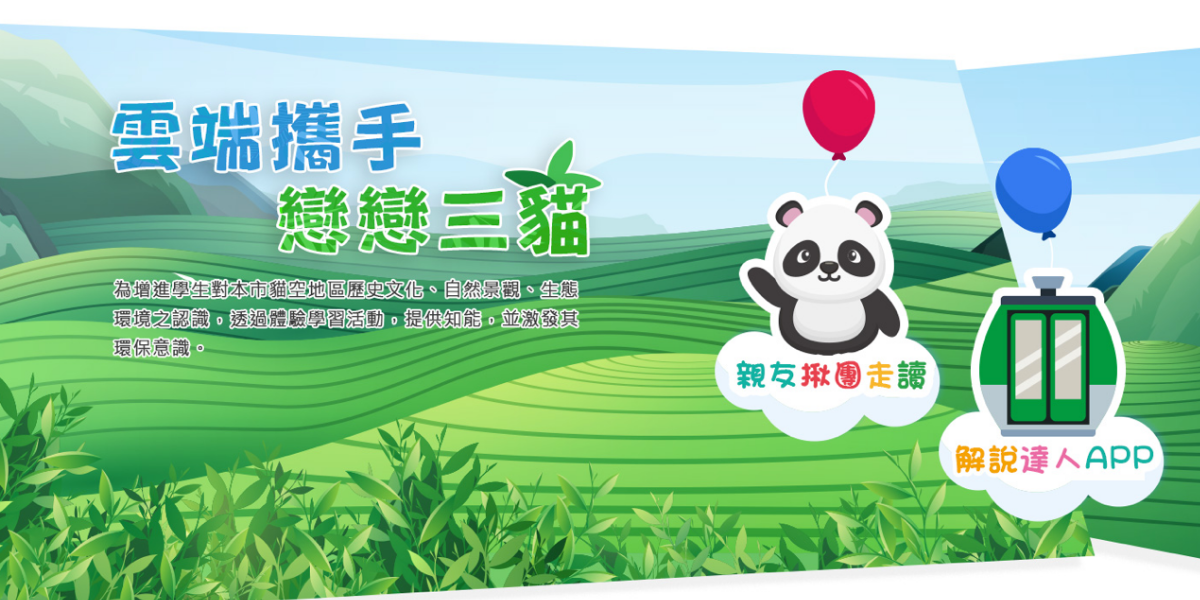 雲端攜手
戀戀三貓
為增進學生對本市貓空地區歷史文化、自然景觀、生態
環境之認識，透過體驗學習活動，提供知能，並激發其
環保意識。
親友揪團走讀
解說達人APP